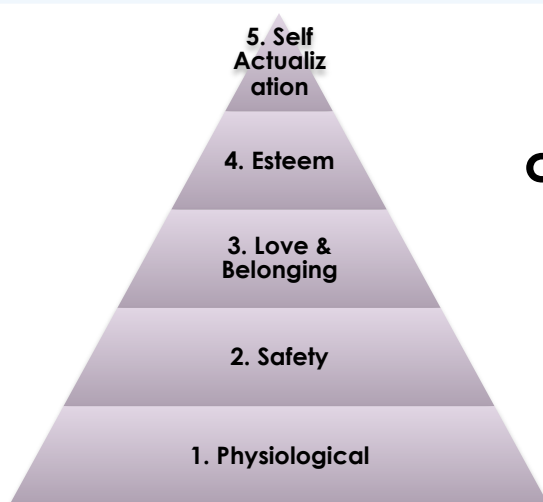 5. Self
Actualiz
ation
4. Esteem
3. Love &
Belonging
2. Safety
1. Physiological